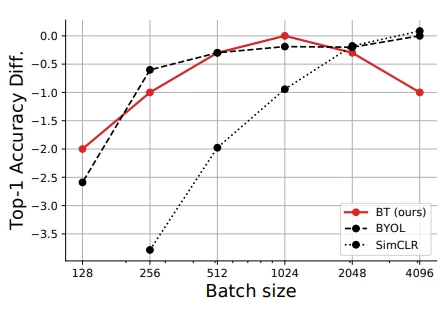 Top-1 Accuracy Diff.
0.0
−0.5
−1.0
−1.5
−2.0
−2.5
−3.0
−3.5
BT (ours)
BYOL
SimCLR
128 256 512 1024 2048 4096
Batch size